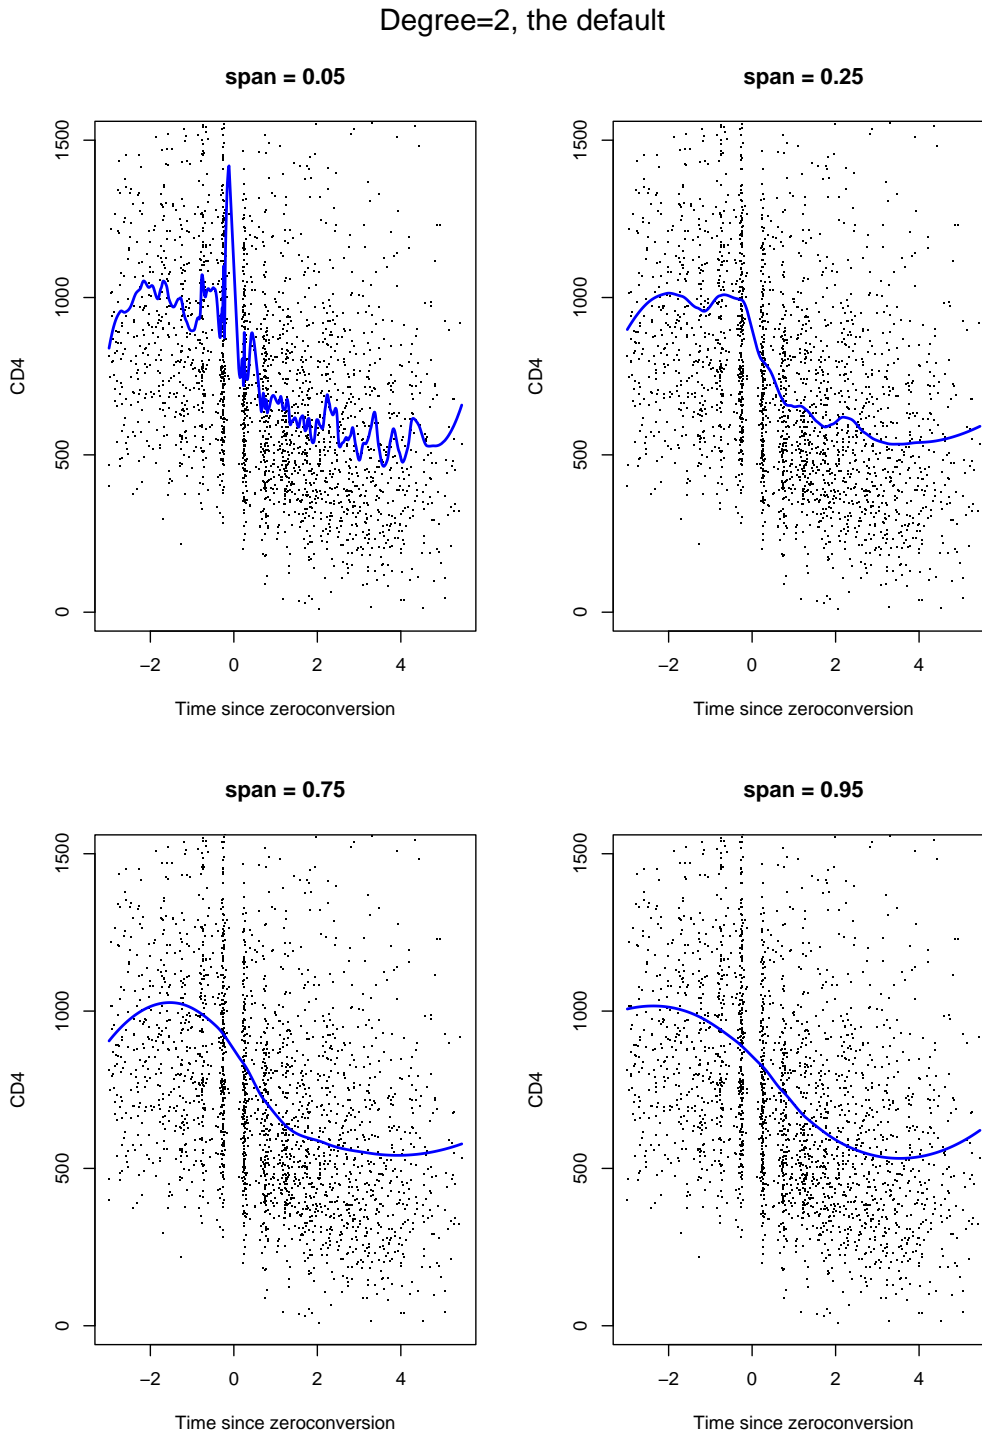 Degree=2, the default
span = 0.05
1500
1000
500
0
CD4
−2 0 2 4
Time since zeroconversion
span = 0.25
1500
1000
500
0
CD4
−2 0 2 4
Time since zeroconversion
span = 0.75
1500
1000
500
0
CD4
−2 0 2 4
Time since zeroconversion
span = 0.95
1500
1000
500
0
CD4
−2 0 2 4
Time since zeroconversion